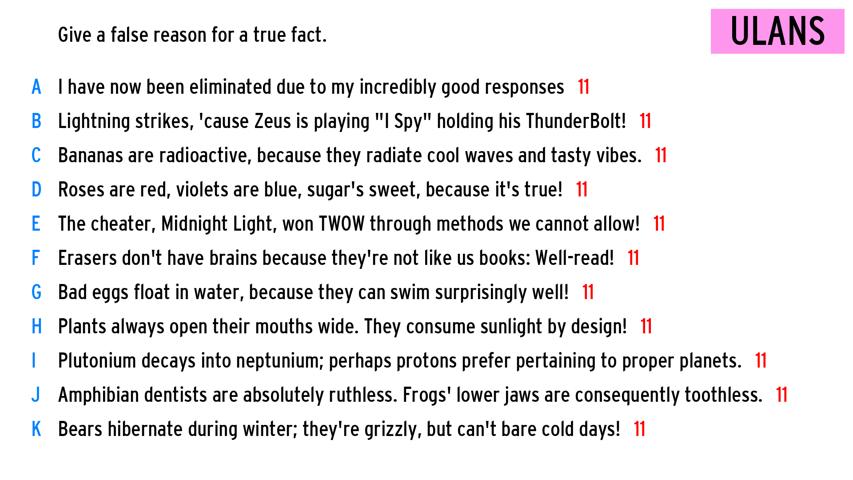 Give a false reason for a true fact.
ULANS
A I have now been eliminated due to my incredibly good responses 11
B Lightning strikes, 'cause Zeus is playing "I Spy" holding his ThunderBolt! 11
C Bananas are radioactive, because they radiate cool waves and tasty vibes. 11
D Roses are red, violets are blue, sugar's sweet, because it's true! 11
E The cheater, Midnight Light, won TWOW through methods we cannot allow! 11
F Erasers don't have brains because they're not like us books: Well-read! 11
G Bad eggs float in water, because they can swim surprisingly well! 11
H Plants always open their mouths wide. They consume sunlight by design! 11
I Plutonium decays into neptunium; perhaps protons prefer pertaining to proper planets. 11
J Amphibian dentists are absolutely ruthless. Frogs' lower jaws are consequently toothless. 11
K Bears hibernate during winter; they're grizzly, but can't bare cold days! 11